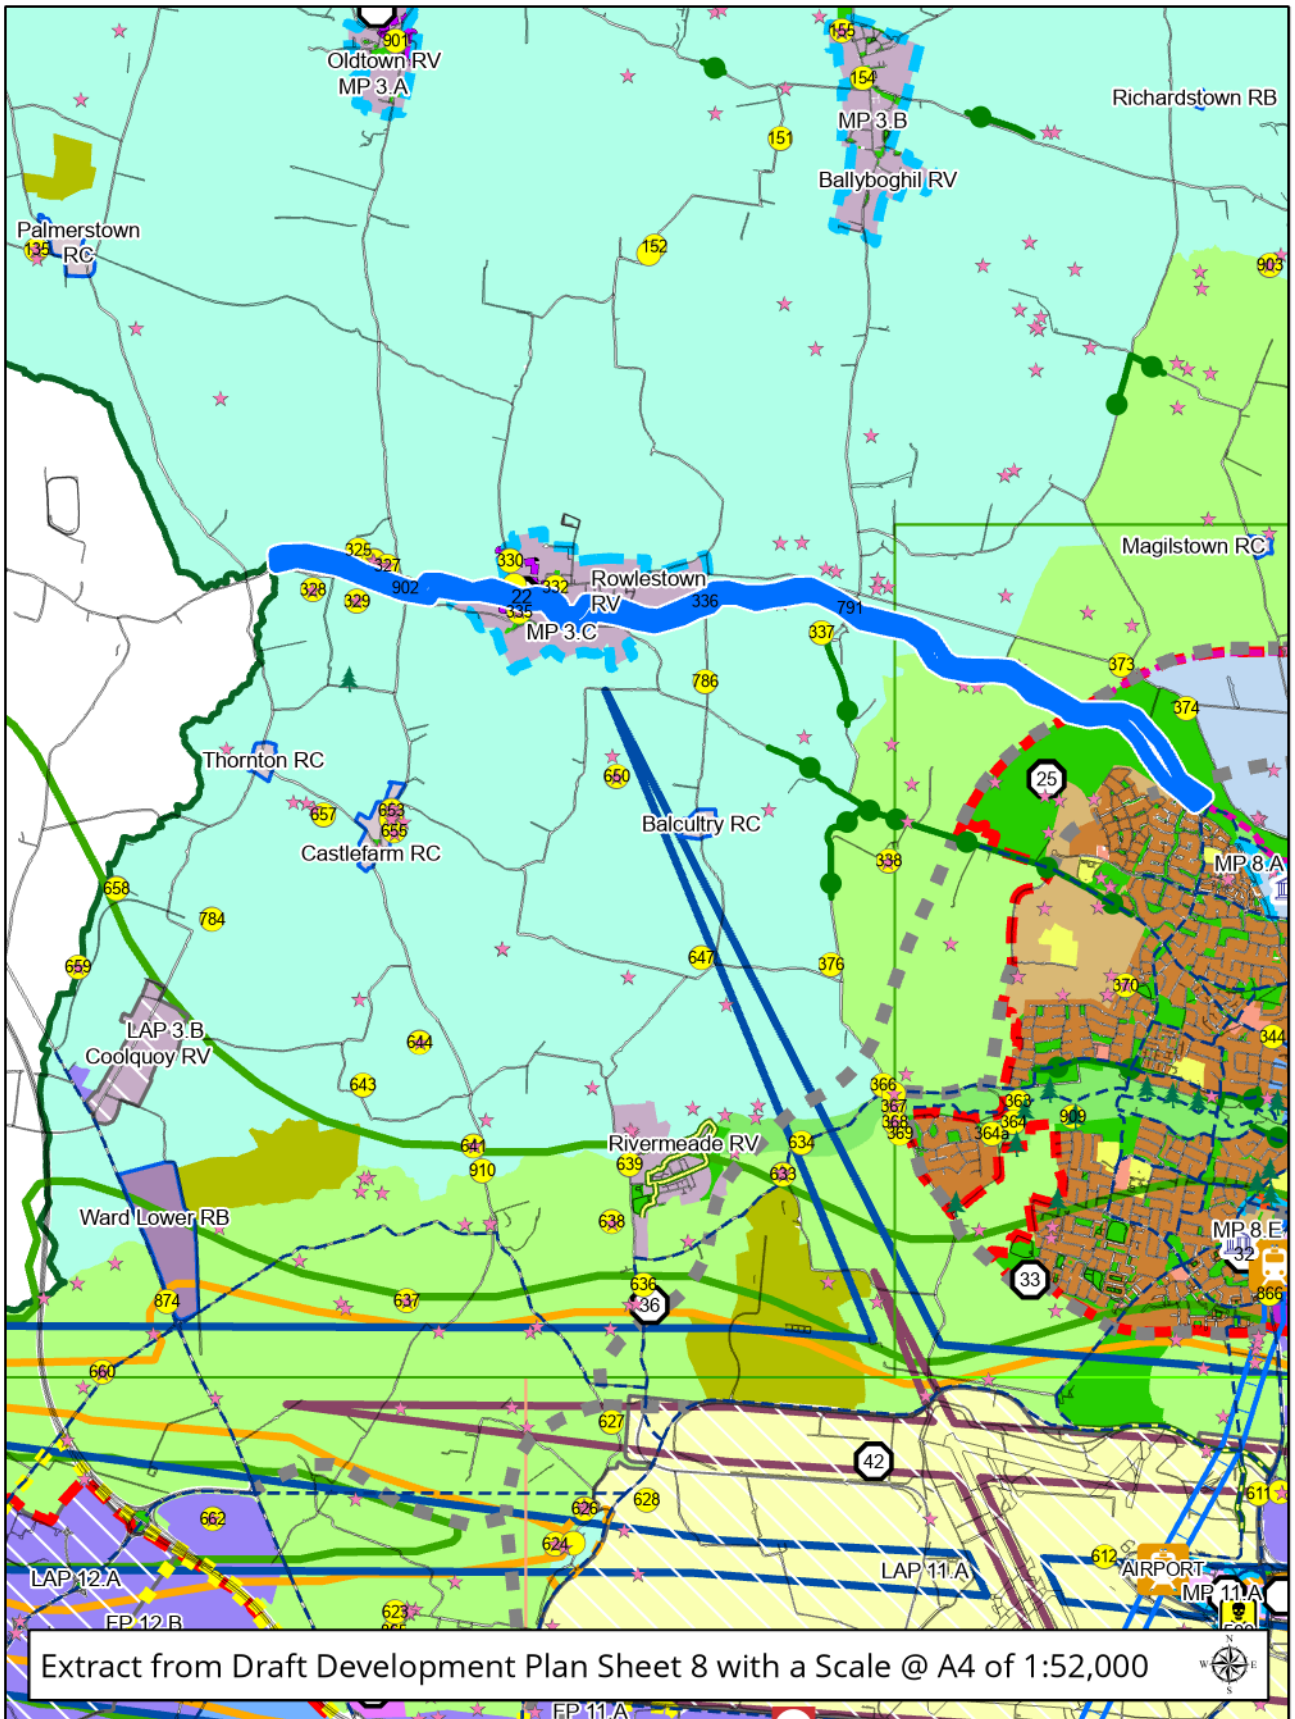 901
Oldtown RV
MP 3.A
155
154
MP 3.B
151
Ballyboghil RV
Richardstown RB
Palmerstown
RC
135
152
903
325
327
328
329
902
330
22
332
335
Rowlestown
RV
MP 3.C
336
791
337
Magilstown RC
373
374
786
Thornton RC
650
25
657
653
655
Castlefarm RC
Balcultry RC
338
MP 8.A
658
784
659
647
376
370
LAP 3.B
Coolquoy RV
644
344
643
366
367
368
369
363
364
364a
909
641
910
Rivermeade RV
639
634
633
Ward Lower RB
638
MP 8.E
32
33
874
637
636
36
866
660
627
42
662
626
628
624
611
612
LAP 12.A
LAP 11.A
AIRPORT
MP 11.A
623
FP 12.B
Extract from Draft Development Plan Sheet 8 with a Scale @ A4 of 1:52,000
N
W E
S
FP 11.A